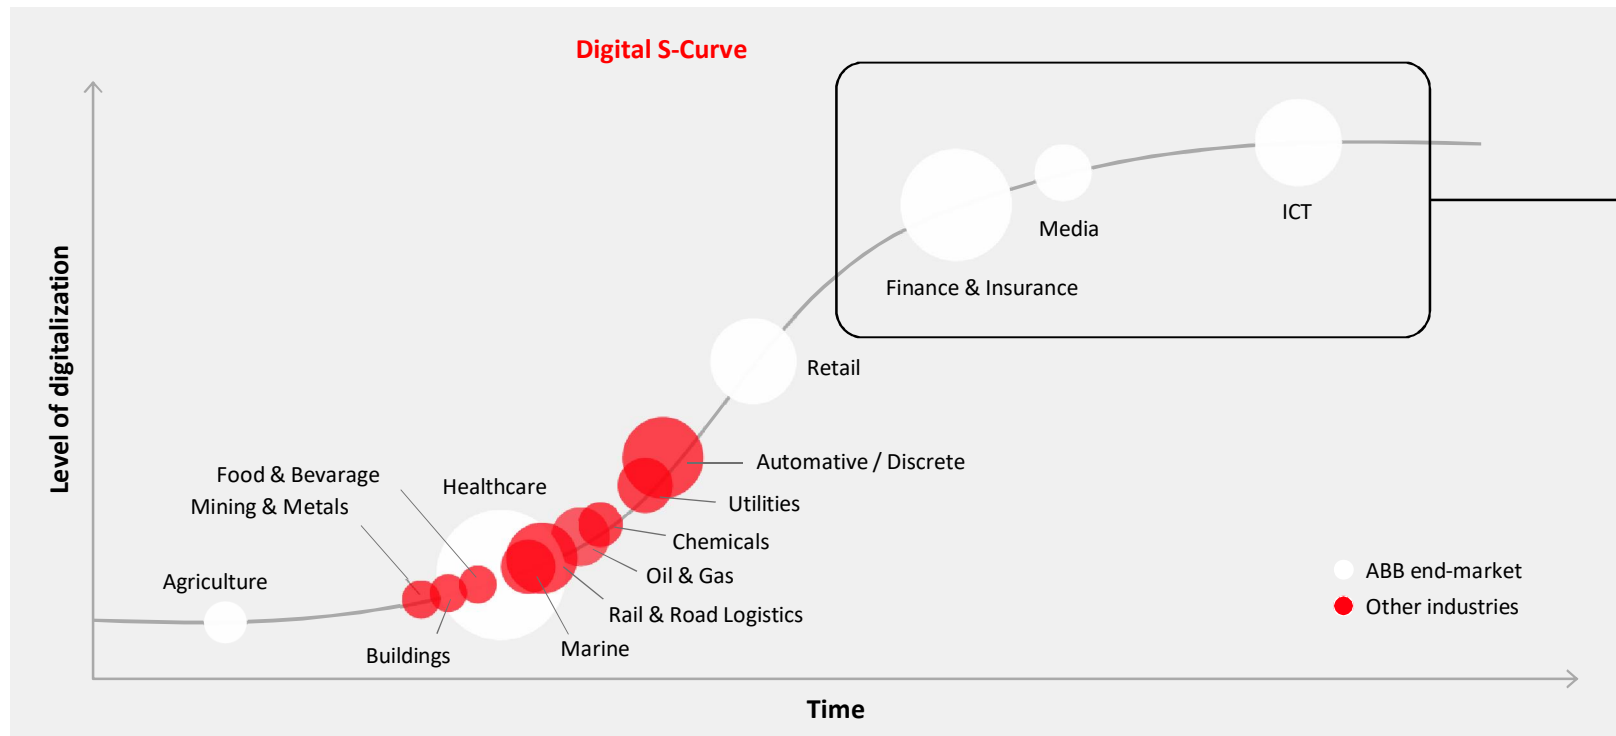 Digital S-Curve
Level of digitalization
ICT
Media
Finance & Insurance
Retail
Automative / Discrete
Food & Bevarage
Healthcare
Mining & Metals
Utilities
Chemicals
Oil & Gas
Agriculture
Rail & Road Logistics
Marine
Buildings
ABB end-market
Other industries
Time